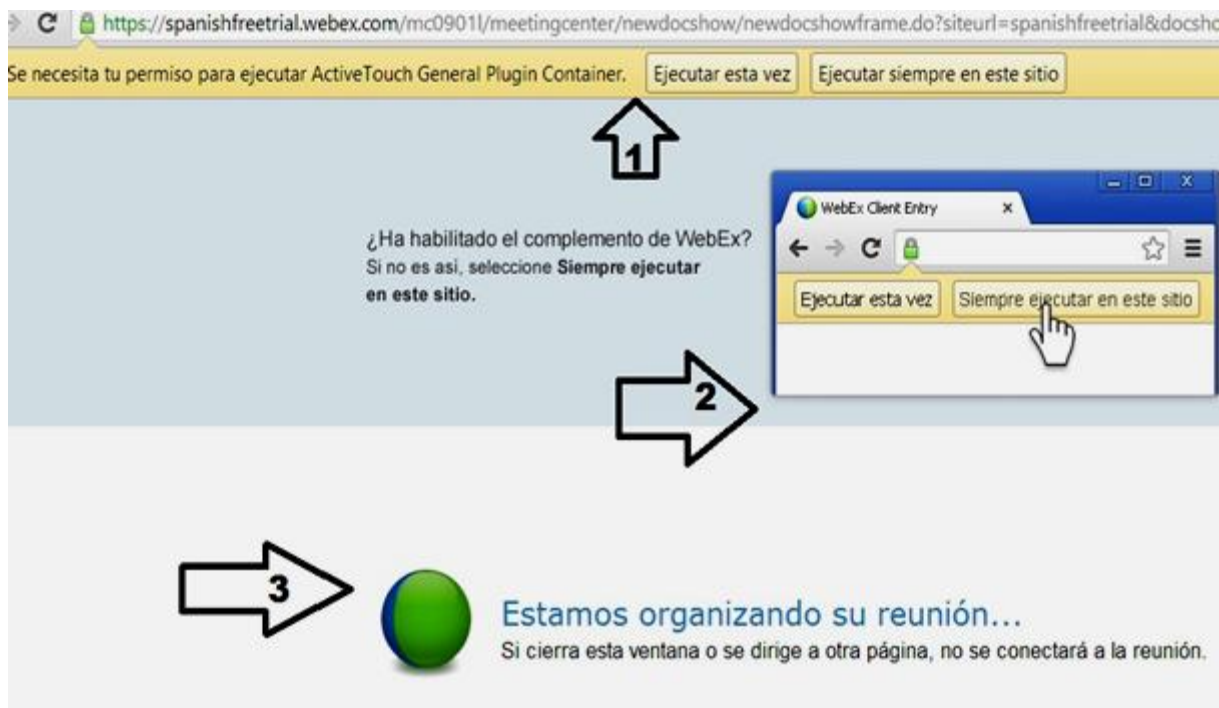 https://spanishfreetrial.webex.com/mc0901l/meetingcenter/newdocshow/newdocshowframe.do?siteurl=spanishfreetrial&docsho
Se necesita tu permiso para ejecutar ActiveTouch General Plugin Container. Ejecutar esta vez Ejecutar siempre en este sitio
1
WebEx Client Entry
¿Ha habilitado el complemento de WebEx?
Si no es asi, seleccione Siempre ejecutar
en este sitio.
Ejecutar esta vez Siempre ejecutar en este sitio
2
3
Estamos organizando su reunión...
Si cierra esta ventana o se dirige a otra página, no se conectará a la reunión.